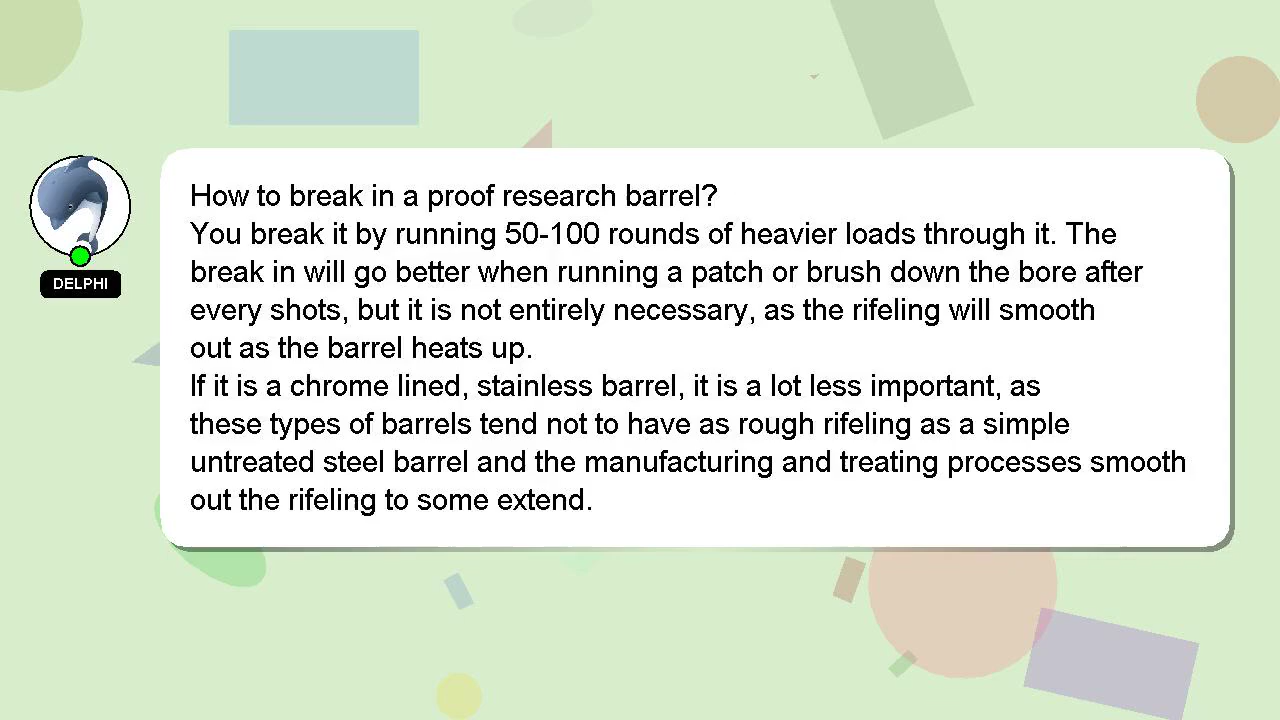 How to break in a proof research barrel?
You break it by running 50-100 rounds of heavier loads through it. The
break in will go better when running a patch or brush down the bore after
every shots, but it is not entirely necessary, as the rifeling will smooth
out as the barrel heats up.
If it is a chrome lined, stainless barrel, it is a lot less important, as
these types of barrels tend not to have as rough rifeling as a simple
untreated steel barrel and the manufacturing and treating processes smooth
out the rifeling to some extend.
DELPHI